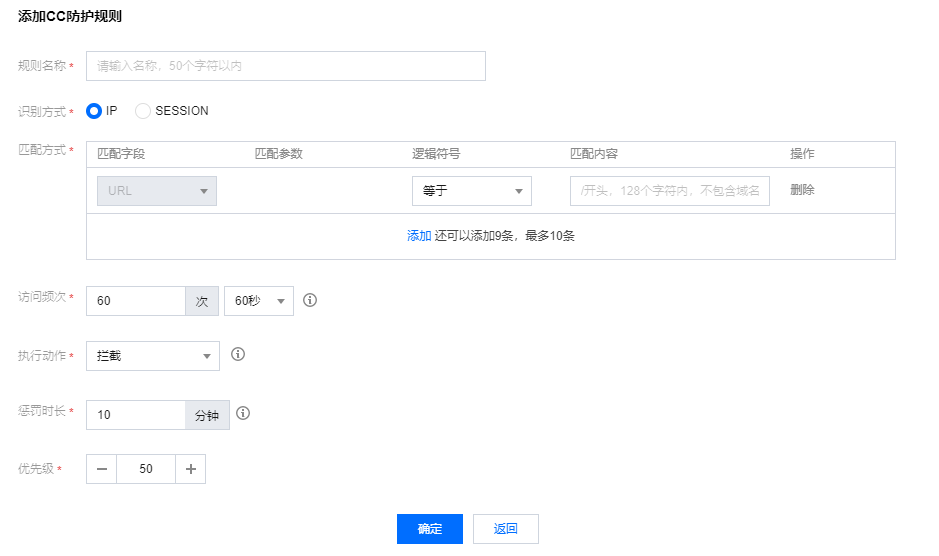 添加CC防护规则
规则名称 * 请输入名称，50个字符以内
识别方式 * IP SESSION
匹配方式 * 匹配字段 匹配参数 逻辑符号 匹配内容 操作
URL 等于 /开头，128个字符内，不包含域名 删除
添加 还可以添加9条，最多10条
访问频次 * 60 次 60秒
执行动作 * 拦截
惩罚时长 * 10 分钟
优先级 * 50
确定 返回